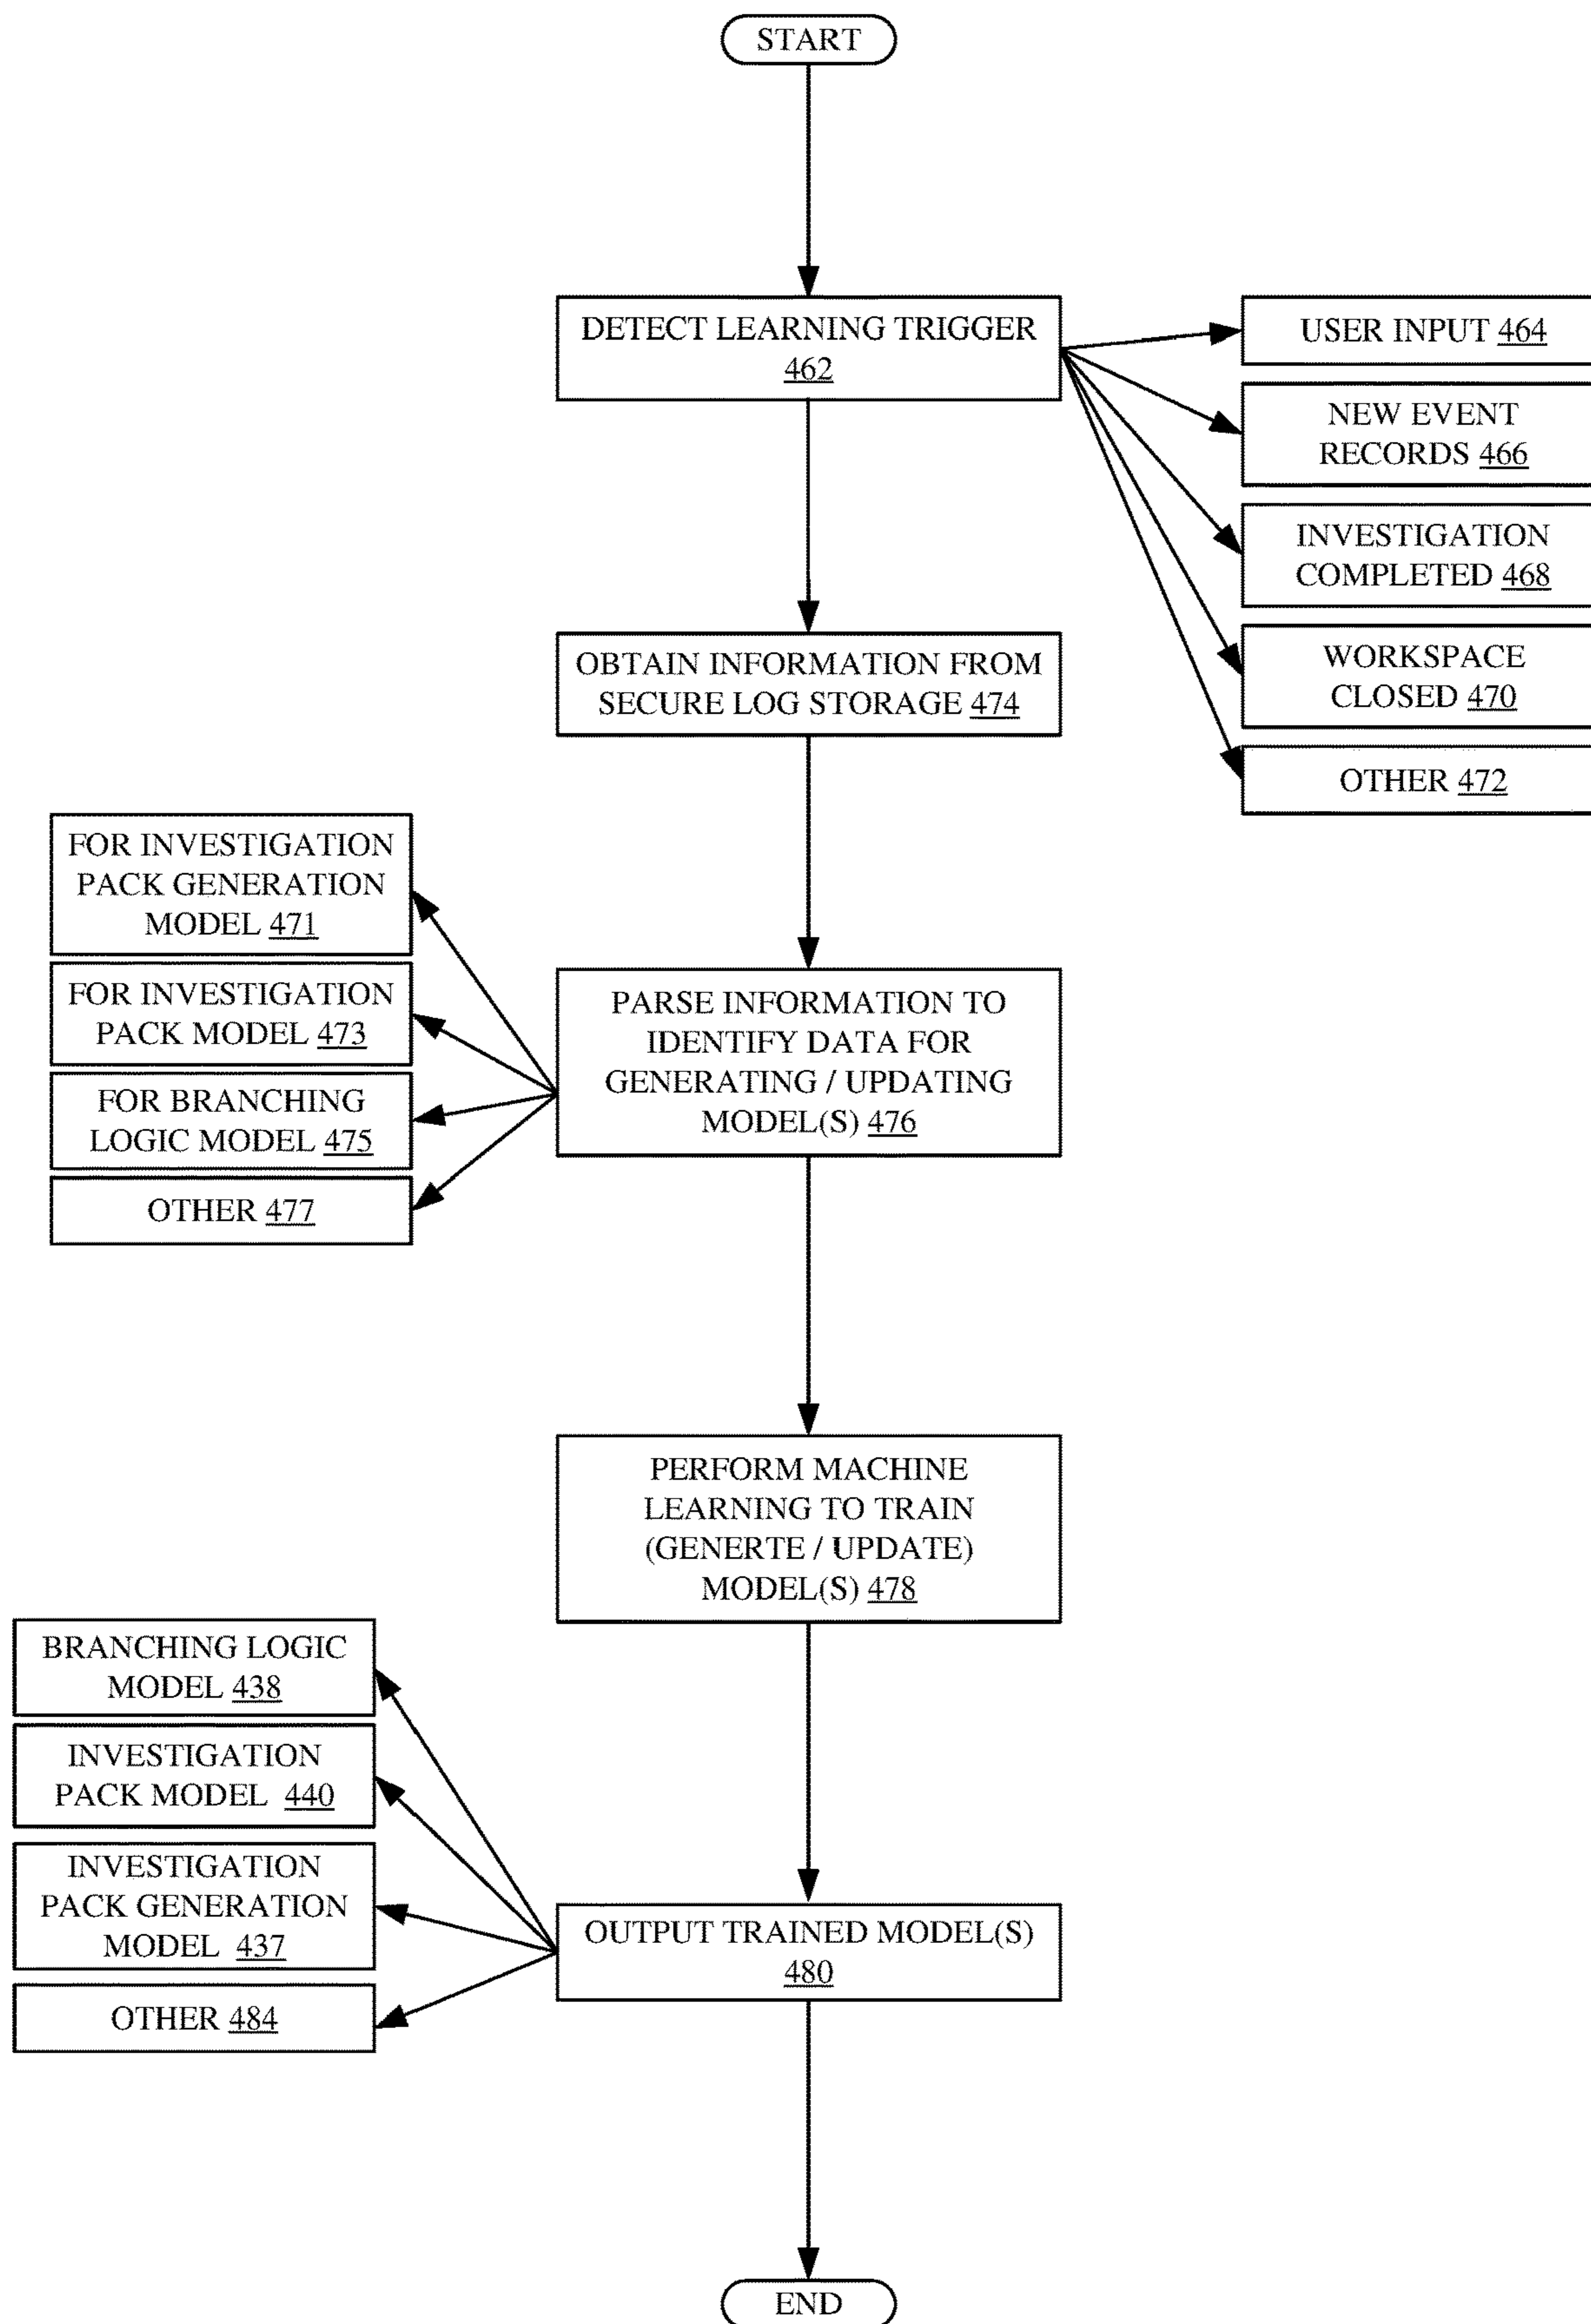 START
DETECT LEARNING TRIGGER
462
USER INPUT 464
NEW EVENT
RECORDS 466
INVESTIGATION
COMPLETED 468
WORKSPACE
CLOSED 470
OTHER 472
OBTAIN INFORMATION FROM
SECURE LOG STORAGE 474
FOR INVESTIGATION
PACK GENERATION
MODEL 471
FOR INVESTIGATION
PACK MODEL 473
FOR BRANCHING
LOGIC MODEL 475
OTHER 477
PARSE INFORMATION TO
IDENTIFY DATA FOR
GENERATING / UPDATING
MODEL(S) 476
PERFORM MACHINE
LEARNING TO TRAIN
(GENERTE / UPDATE)
MODEL(S) 478
BRANCHING LOGIC
MODEL 438
INVESTIGATION
PACK MODEL 440
INVESTIGATION
PACK GENERATION
MODEL 437
OTHER 484
OUTPUT TRAINED MODEL(S)
480
END